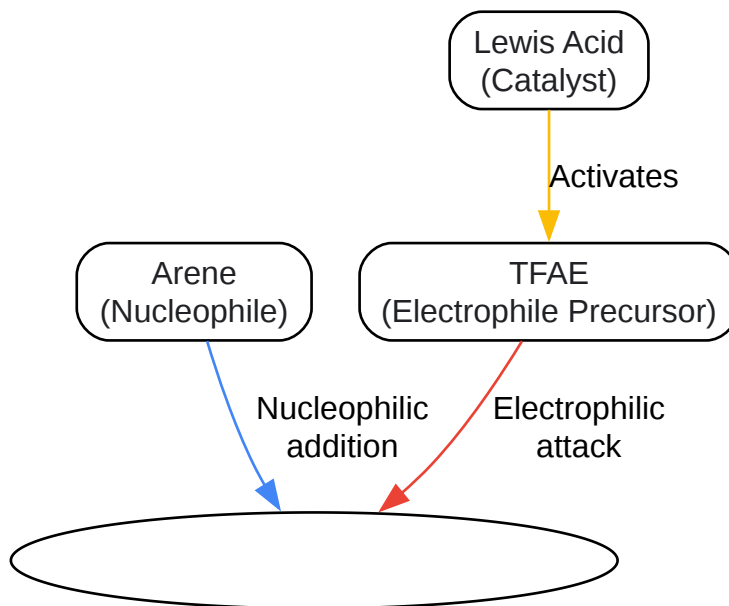 Lewis Acid
(Catalyst)
Activates
Arene
(Nucleophile)
TFAE
(Electrophile Precursor)
Nucleophilic
addition
Electrophilic
attack